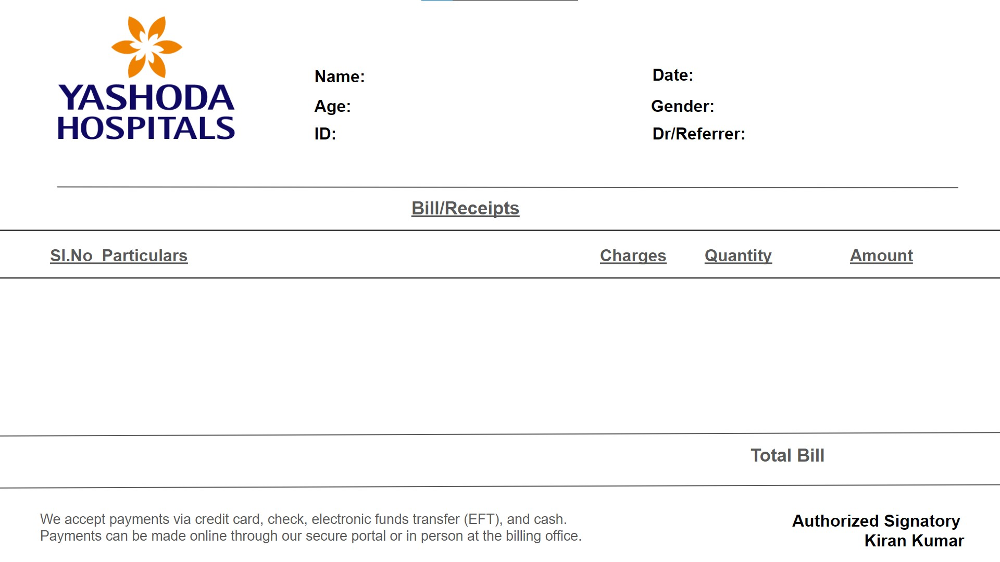 YASHODA
HOSPITALS
Name:
Date:
Age:
Gender:
ID:
Dr/Referrer:
Bill/Receipts
Sl.No  Particulars
Charges
Quantity
Amount
Total Bill
We accept payments via credit card, check, electronic funds transfer (EFT), and cash.
Payments can be made online through our secure portal or in person at the billing office.
Authorized Signatory
Kiran Kumar